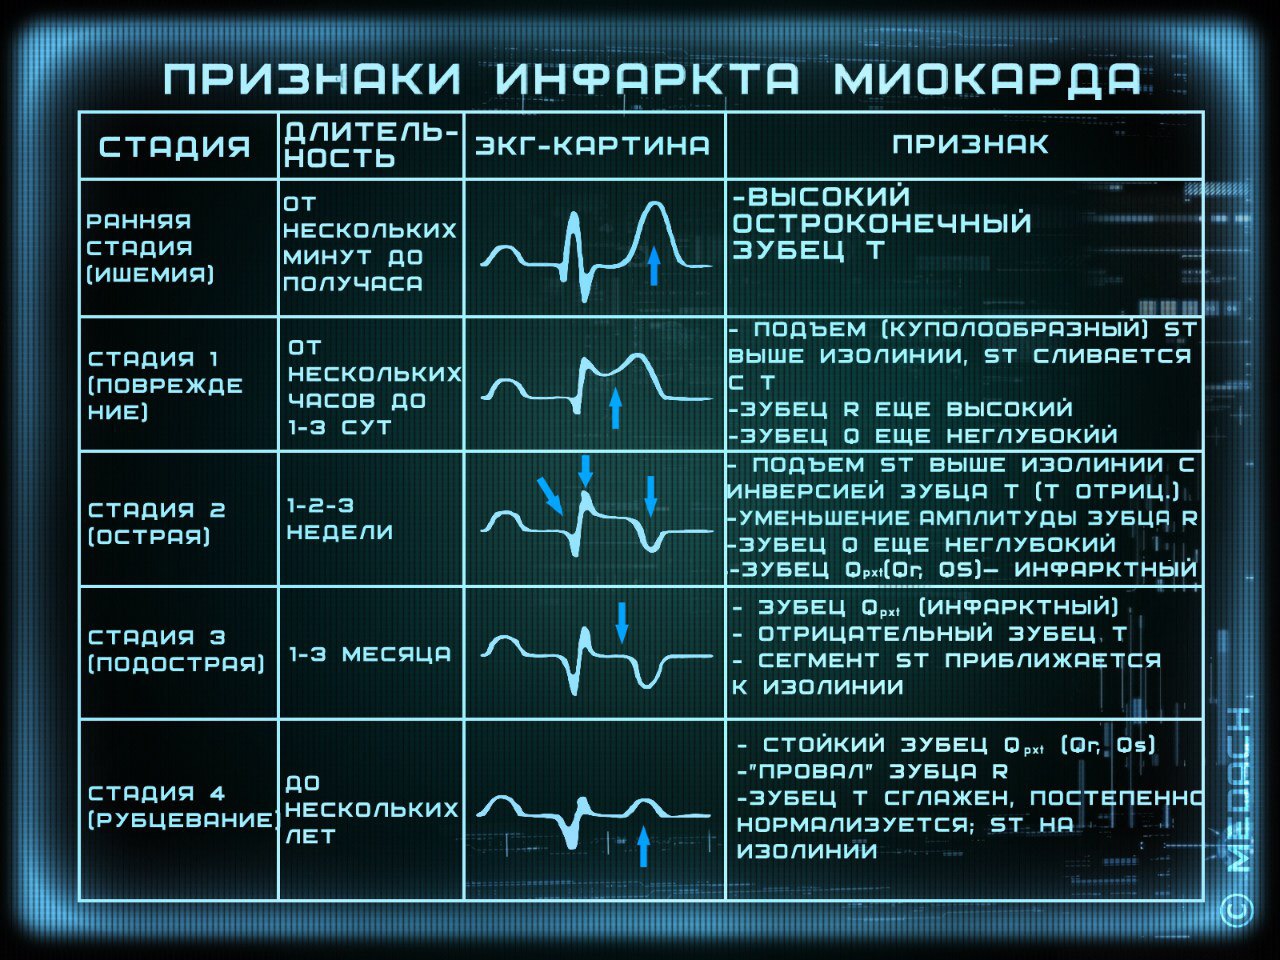 ПРИЗНАКИ ИНФАРКТА МИОКАРДА
СТАДИЯ
ДЛИТЕЛЬ-
НОСТЬ
ЭКГ-КАРТИНА
ПРИЗНАК
РАННЯЯ
СТАДИЯ
(ИШЕМИЯ)
ОТ
НЕСКОЛЬКИХ
МИНУТ ДО
ПОЛУЧАСА
-ВЫСОКИЙ
ОСТРОКОНЕЧНЫЙ
ЗУБЕЦ Т
СТАДИЯ 1
(ПОВРЕЖДЕ
НИЕ)
ОТ
НЕСКОЛЬКИХ
ЧАСОВ ДО
1-3 СУТ
- ПОДЪЕМ (КУПОЛООБРАЗНЫЙ) ST
ВЫШЕ ИЗОЛИНИИ, ST СЛИВАЕТСЯ
С Т
-ЗУБЕЦ R ЕЩЕ ВЫСОКИЙ
-ЗУБЕЦ Q ЕЩЕ НЕГЛУБОКИЙ
СТАДИЯ 2
(ОСТРАЯ)
1-2-3
НЕДЕЛИ
- ПОДЪЕМ ST ВЫШЕ ИЗОЛИНИИ С
ИНВЕРСИЕЙ ЗУБЦА Т (Т ОТРИЦ.)
-УМЕНЬШЕНИЕ АМПЛИТУДЫ ЗУБЦА R
-ЗУБЕЦ Q ЕЩЕ НЕГЛУБОКИЙ
-ЗУБЕЦ Qpxt(Qr, QS)– ИНФАРКТНЫЙ
СТАДИЯ 3
(ПОДОСТРАЯ)
1-3 МЕСЯЦА
- ЗУБЕЦ Qpxt (ИНФАРКТНЫЙ)
- ОТРИЦАТЕЛЬНЫЙ ЗУБЕЦ Т
- СЕГМЕНТ ST ПРИБЛИЖАЕТСЯ
К ИЗОЛИНИИ
СТАДИЯ 4
(РУБЦЕВАНИЕ)
ДО
НЕСКОЛЬКИХ
ЛЕТ
- СТОЙКИЙ ЗУБЕЦ Qpxt (Qr, Qs)
-"ПРОВАЛ" ЗУБЦА R
-ЗУБЕЦ Т СГЛАЖЕН, ПОСТЕПЕННО
НОРМАЛИЗУЕТСЯ; ST НА
ИЗОЛИНИИ
© MEDACH